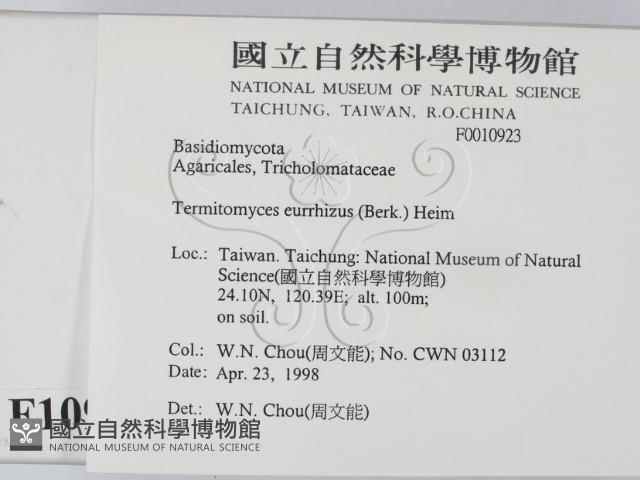 國立自然科學博物館
NATIONAL MUSEUM OF NATURAL SCIENCE
TAICHUNG, TAIWAN, R.O.CHINA
F0010923
Basidiomycota
Agaricales, Tricholomataceae
Termitomyces eurrhizus (Berk.) Heim
Loc.: Taiwan. Taichung: National Museum of Natural
Science(國立自然科學博物館)
24.10N, 120.39E; alt. 100m;
on soil.
Col.: W.N. Chou(周文能); No. CWN 03112
Date: Apr. 23, 1998
Det.: W.N. Chou(周文能)
國立自然科學博物館
NATIONAL MUSEUM OF NATURAL SCIENCE